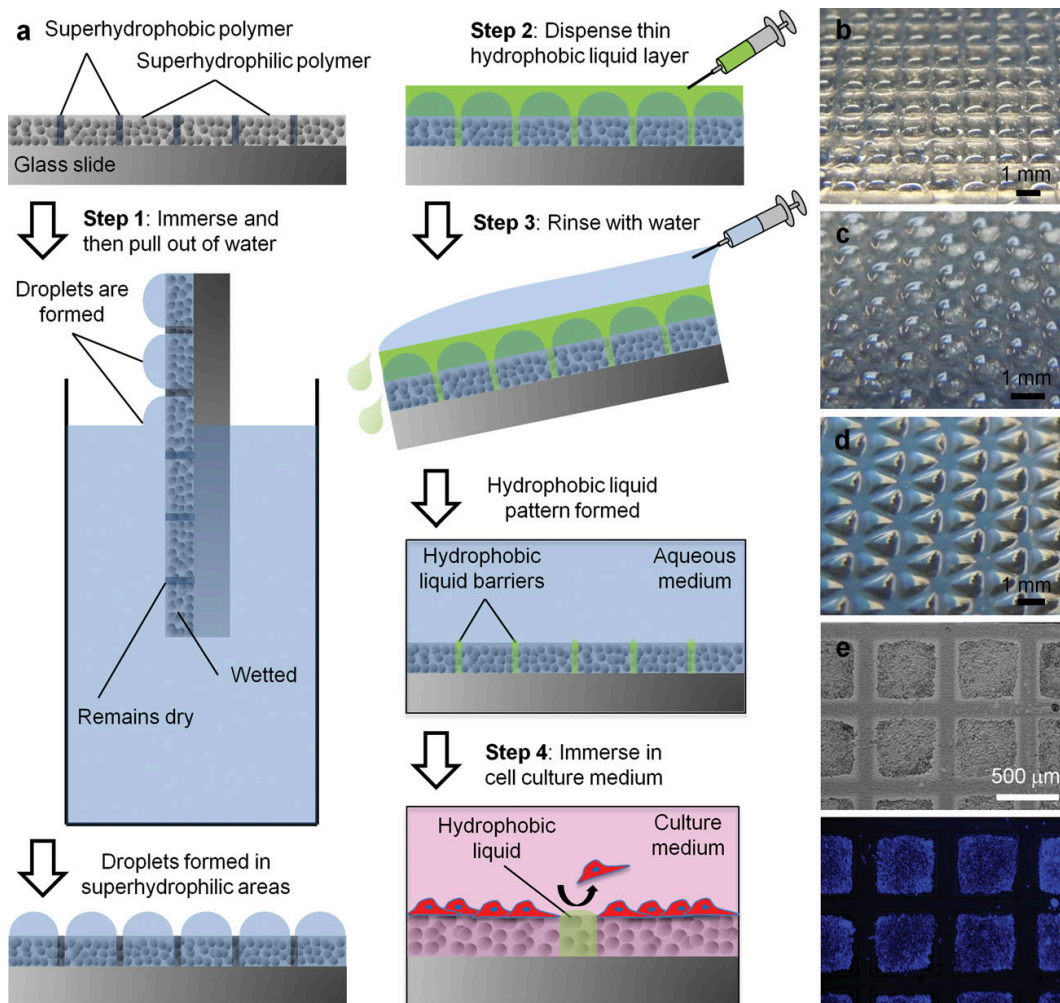 a
Superhydrophobic polymer
Superhydrophilic polymer
Glass slide
Step 1: Immerse and
then pull out of water
Droplets are
formed
Wetted
Remains dry
Droplets formed in
superhydrophilic areas
Step 2: Dispense thin
hydrophobic liquid layer
Step 3: Rinse with water
Hydrophobic liquid
pattern formed
Hydrophobic
liquid barriers
Aqueous
medium
Step 4: Immerse in
cell culture medium
Hydrophobic
liquid
Culture
medium
b
1 mm
c
1 mm
d
1 mm
e
500 μm